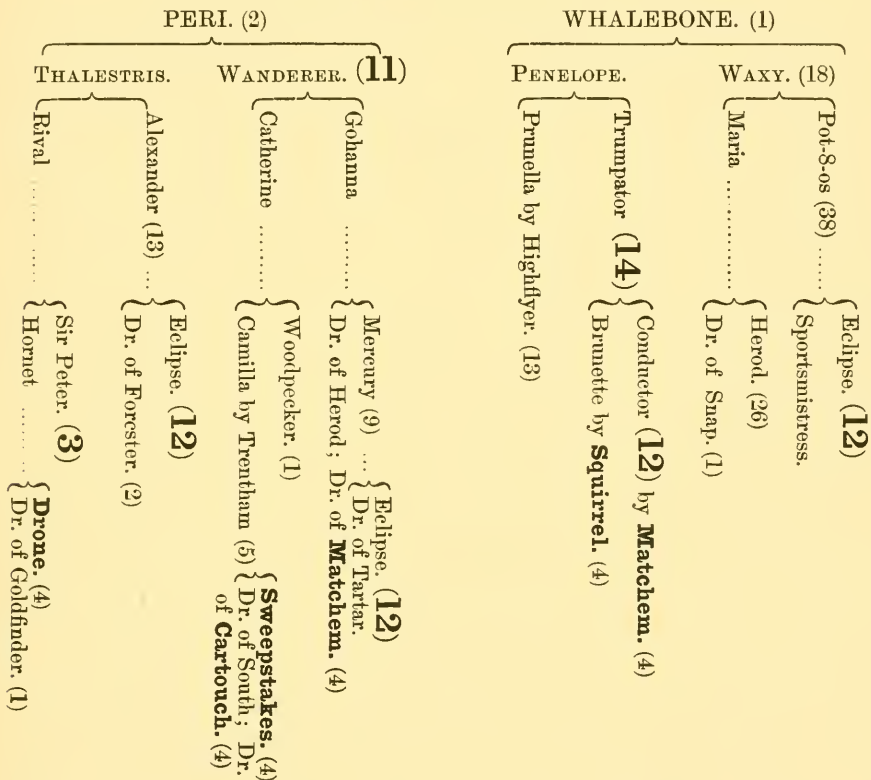 PERI. (2)
THALESTRIS.
WANDERER. (11)
Rival ...... . ......
Alexander (13) ...
Catherine .........
Gohanna .........
Hornet ....... ..
Sir Peter. (3)
Dr. of Forester. (2)
Eclipse. (12)
Camilla by Trentham (5)
Woodpecker. (1)
Dr. of Herod; Dr. of Matchem. (4)
Mercury (9) ...
Dr. of Goldfinder. (1)
Drone. (4)
Dr. of South; Dr.
of Cartouch. (4)
Sweepstakes. (4)
Dr. of Tartar.
Eclipse. (12)
WHALEBONE. (1)
PENELOPE.
WAXY. (18)
Prunella by Highflyer. (13)
Trumpator (14)
Maria ............
Pot-8-os (38) ......
Brunette by Squirrel. (4)
Conductor (12) by Matchem. (4)
Dr. of Snap. (1)
Herod. (26)
Sportsmistress.
Eclipse. (12)